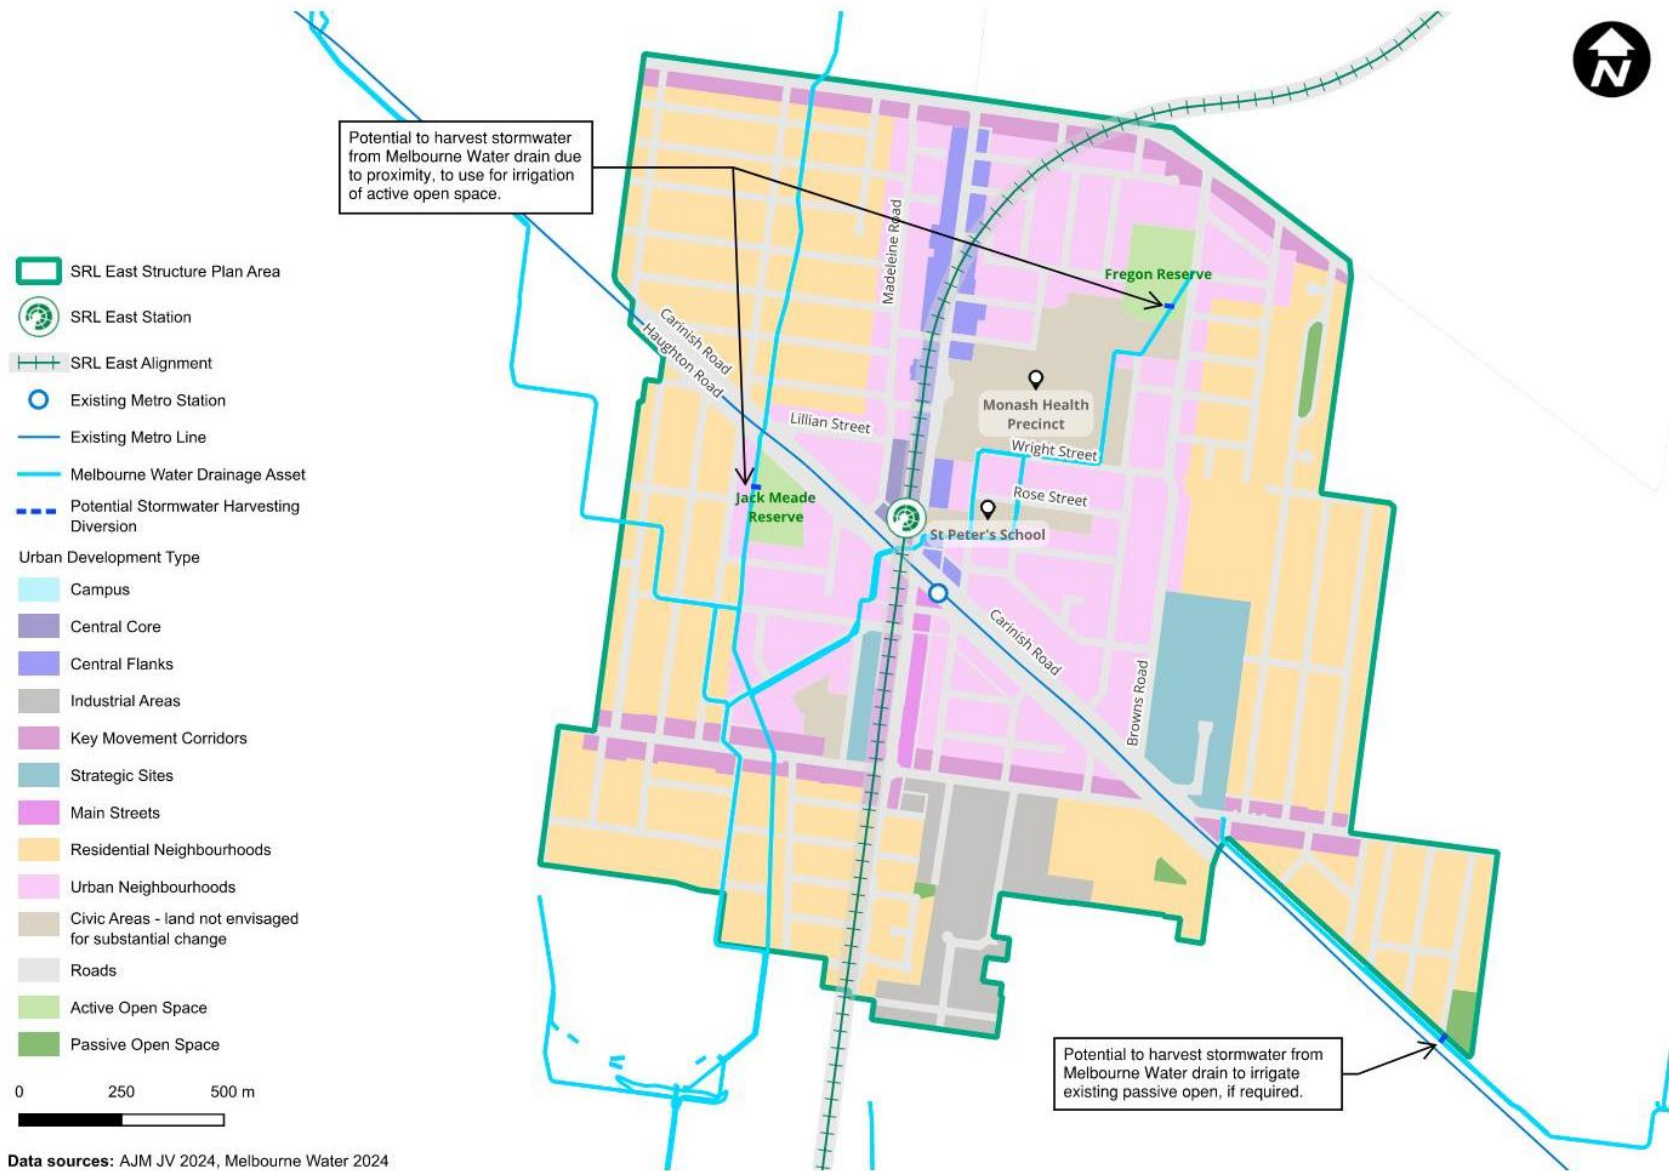 N
Potential to harvest stormwater
from Melbourne Water drain due
to proximity, to use for irrigation
of active open space.
SRL East Structure Plan Area
SRL East Station
SRL East Alignment
Existing Metro Station
Existing Metro Line
Melbourne Water Drainage Asset
Potential Stormwater Harvesting
Diversion
Urban Development Type
Campus
Central Core
Central Flanks
Industrial Areas
Key Movement Corridors
Strategic Sites
Main Streets
Residential Neighbourhoods
Urban Neighbourhoods
Civic Areas - land not envisaged
for substantial change
Roads
Active Open Space
Passive Open Space
0 250 500 m
Data sources: AJM JV 2024, Melbourne Water 2024
Madeleine Road
Fregon Reserve
Carinish Road
Haughton Road
Monash Health
Precinct
Lillian Street
Wright Street
Jack Meade
Reserve
Rose Street
St Peter's School
Carinish Road
Browns Road
Potential to harvest stormwater from
Melbourne Water drain to irrigate
existing passive open, if required.